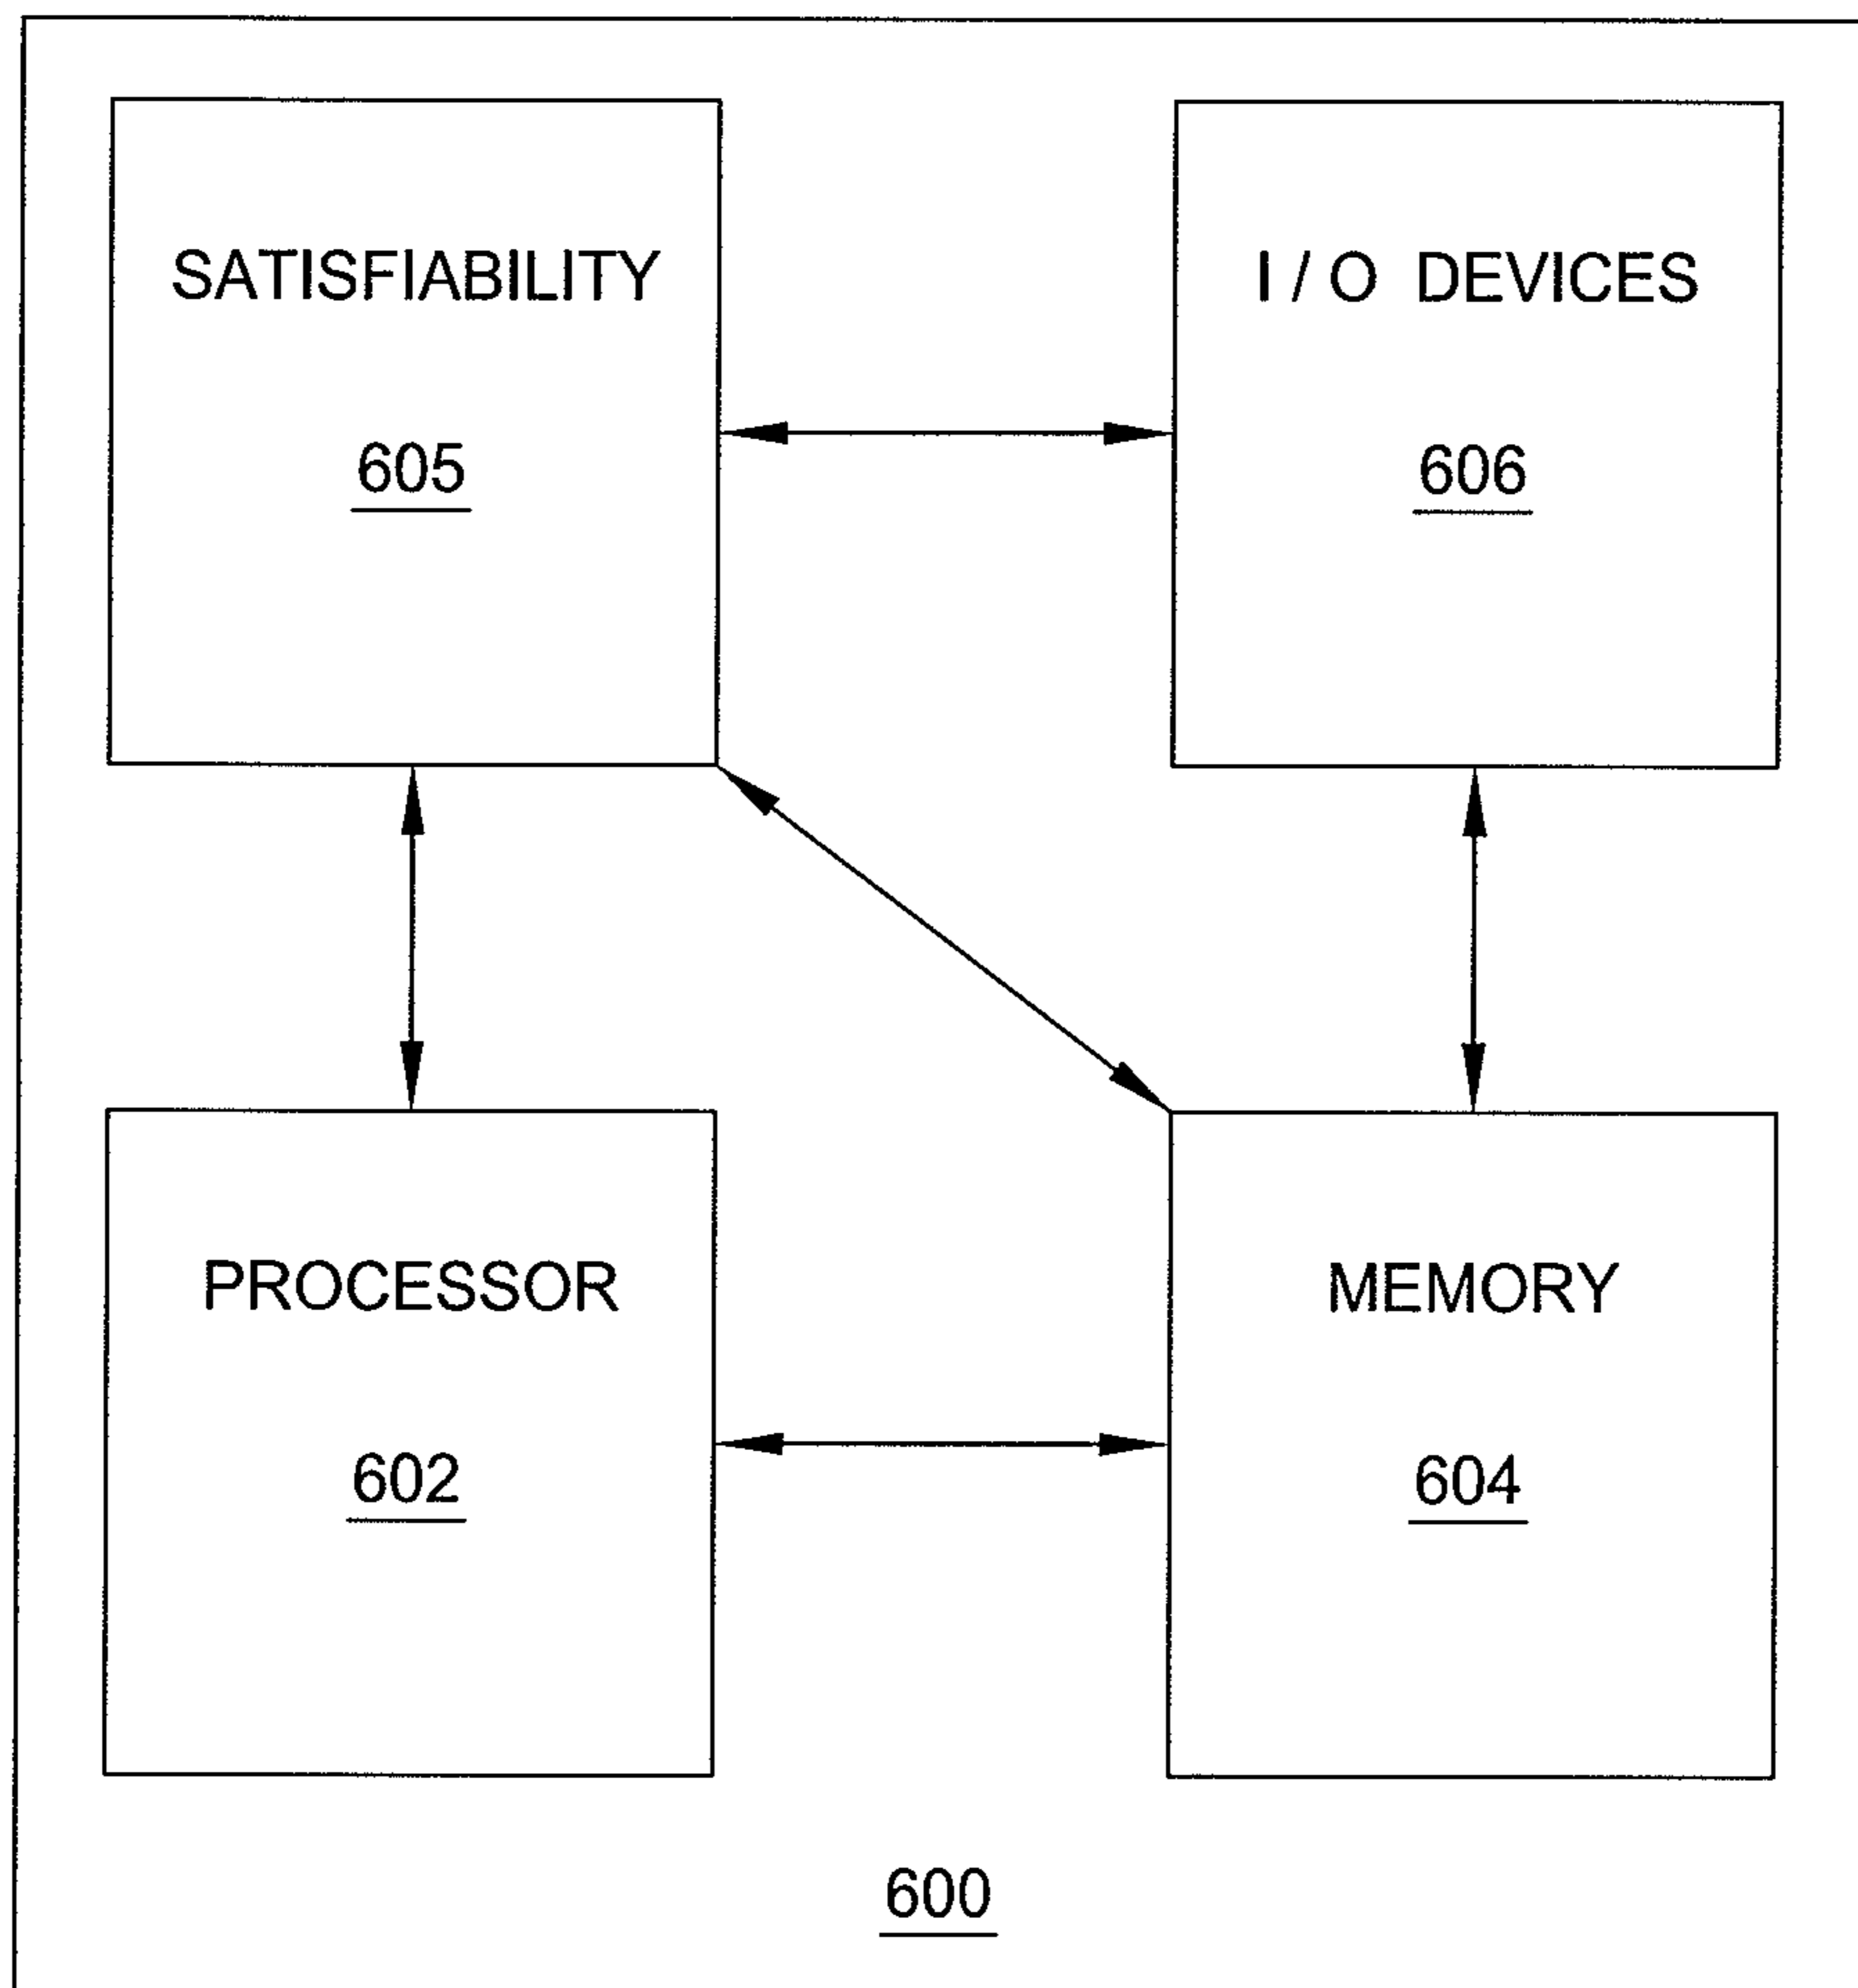 SATISFIABILITY
605
I / O DEVICES
606
PROCESSOR
602
MEMORY
604
600